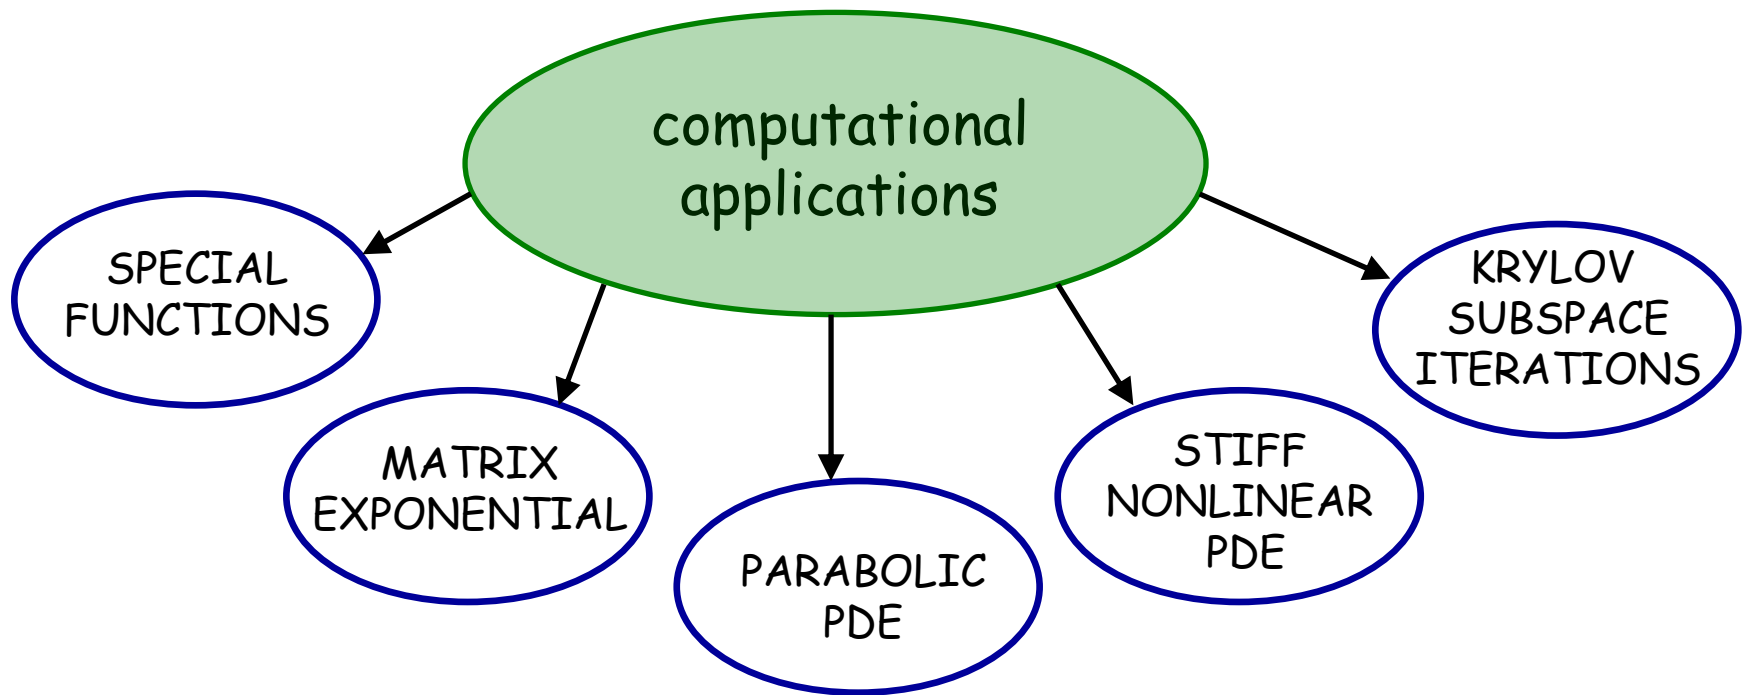 computational
applications
SPECIAL
FUNCTIONS
MATRIX
EXPONENTIAL
PARABOLIC
PDE
STIFF
NONLINEAR
PDE
KRYLOV
SUBSPACE
ITERATIONS